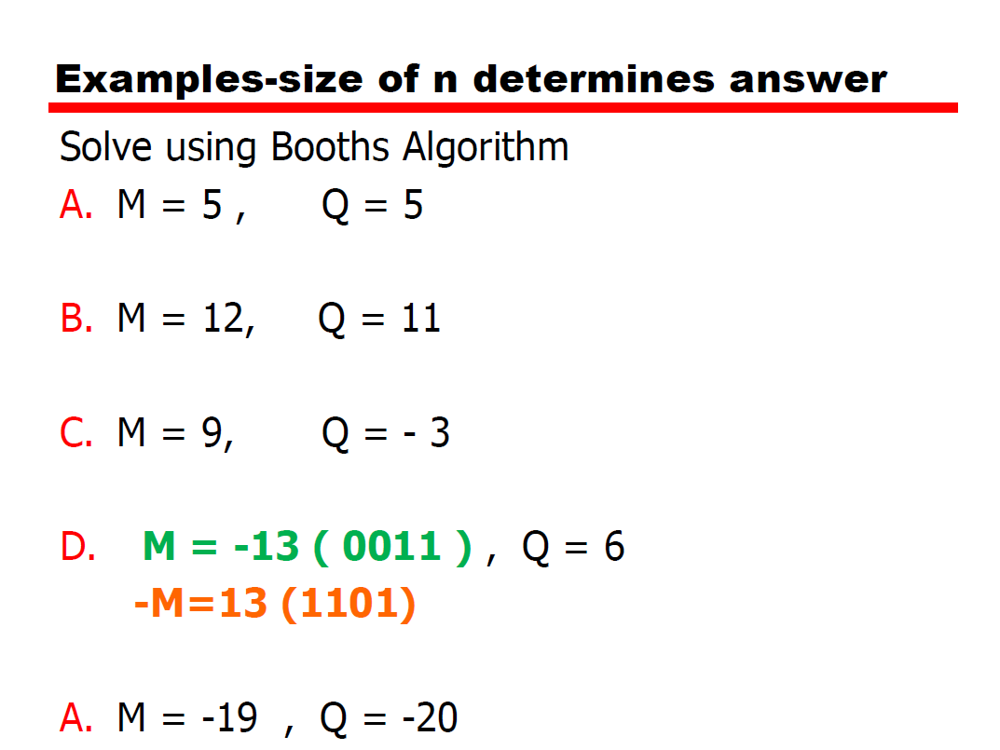 Examples-size of n determines answer
Solve using Booths Algorithm
A. M = 5 , Q = 5
B. M = 12, Q = 11
C. M = 9, Q = - 3
D. M = -13 ( 0011 ) , Q = 6
-M=13 (1101)
A. M = -19 , Q = -20